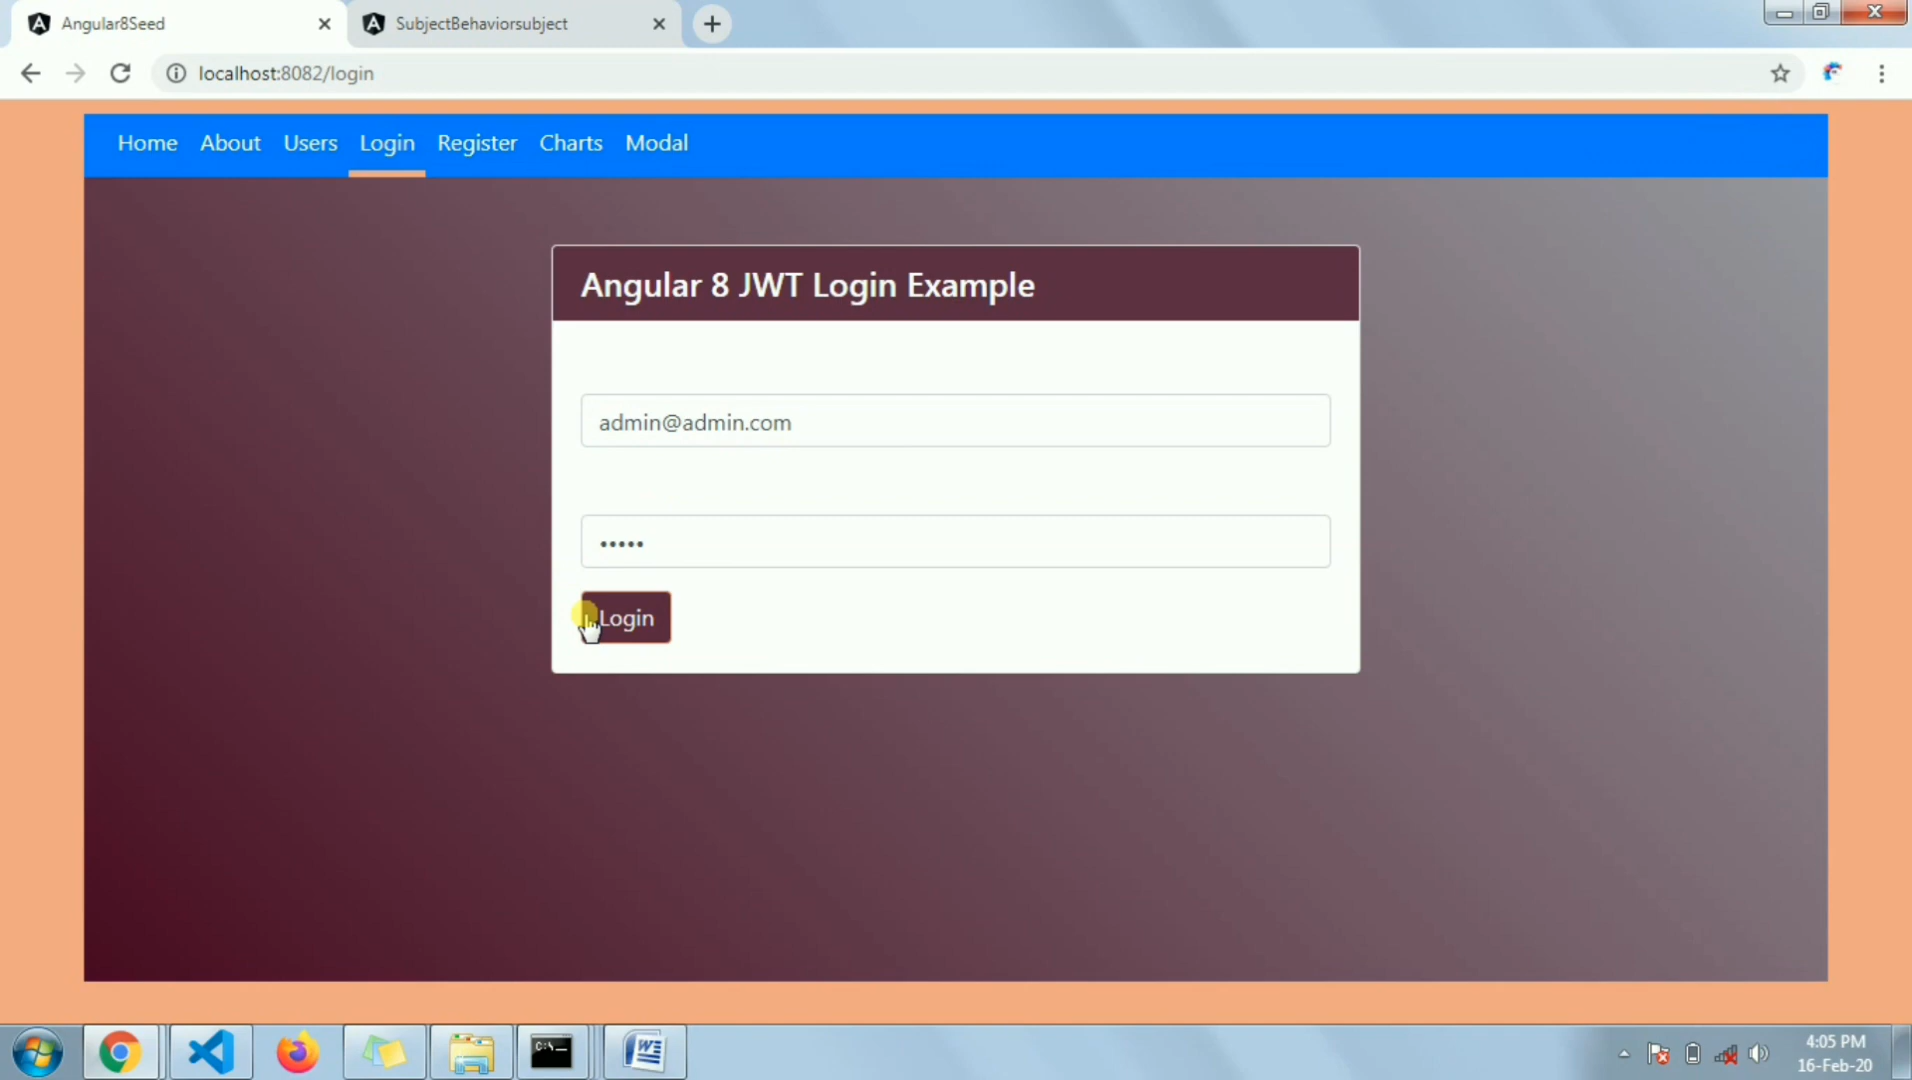 Angular8Seed
SubjectBehaviorsubject
localhost:8082/login
Home About Users Login Register Charts Modal
Angular 8 JWT Login Example
admin@admin.com
•••••
Login
C:\
W
4:05 PM
16-Feb-20